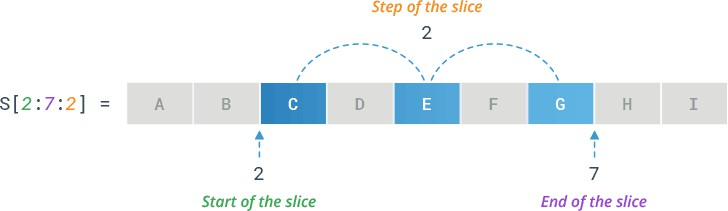 Step of the slice
2
S[2:7:2] = A B C D E F G H I
2 7
Start of the slice End of the slice